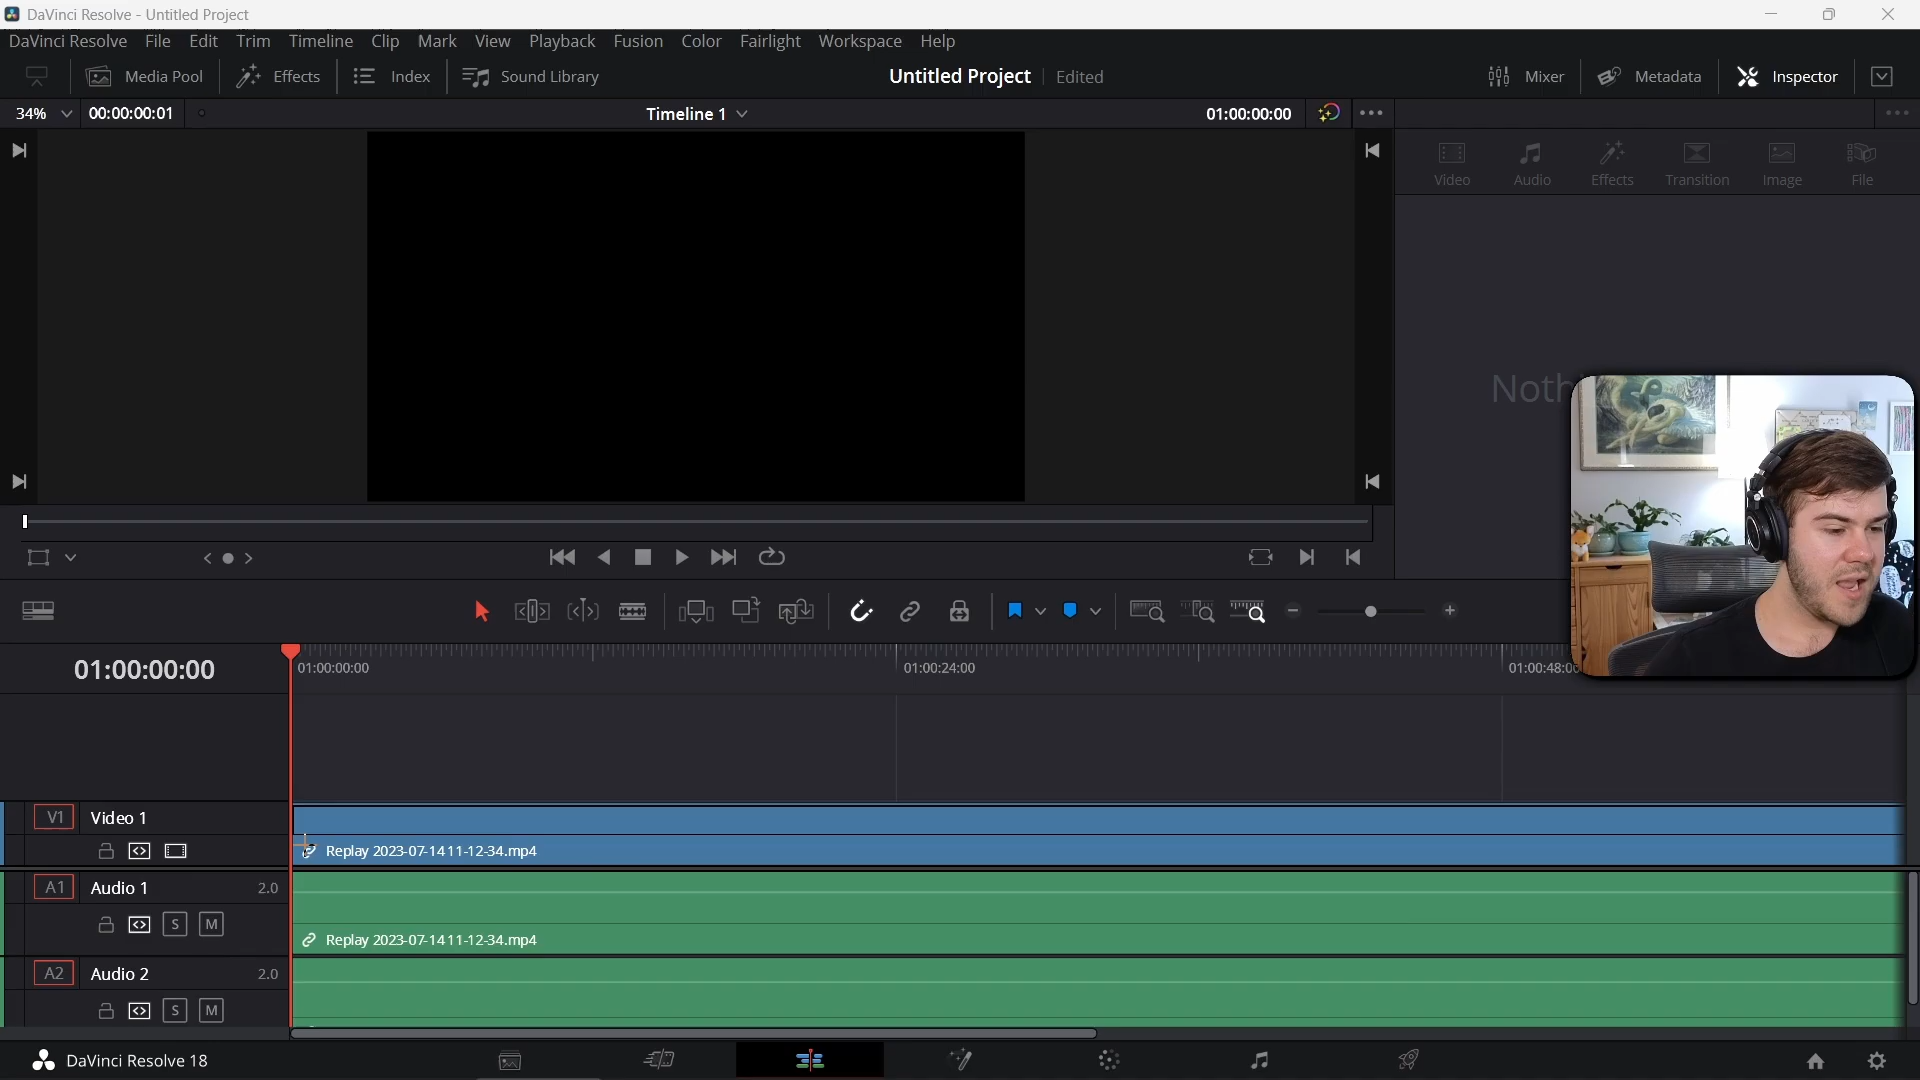 DaVinci Resolve - Untitled Project
DaVinci Resolve File Edit Trim Timeline Clip Mark View Playback Fusion Color Fairlight Workspace Help
Media Pool Effects Index Sound Library Untitled Project Edited Mixer Metadata Inspector
34% 00:00:00:01 Timeline 1 01:00:00:00
Video Audio Effects Transition Image File
Noth
01:00:00:00 01:00:00:00 01:00:24:00 01:00:48:00
V1 Video 1
Replay 2023-07-14 11-12-34.mp4
A1 Audio 1 2.0
S M Replay 2023-07-14 11-12-34.mp4
A2 Audio 2 2.0
S M
DaVinci Resolve 18